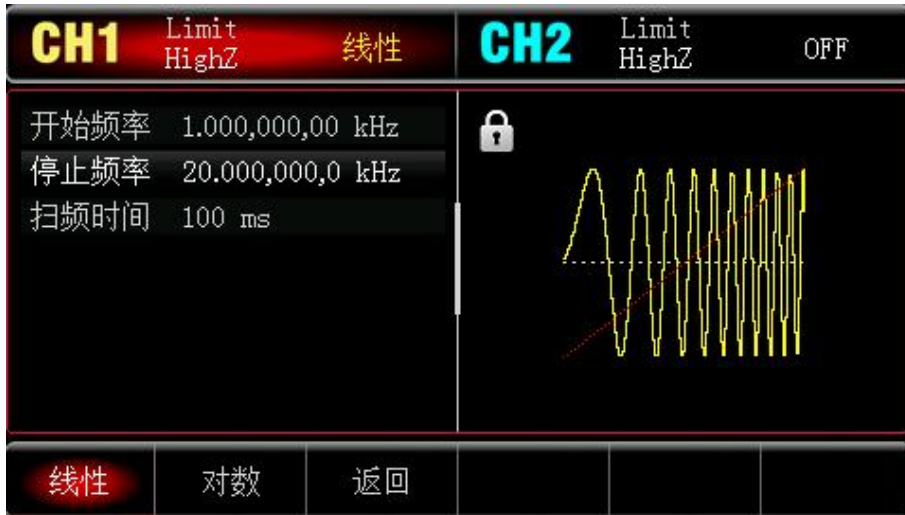 CH1 Limit HighZ 线性 CH2 Limit HighZ OFF
开始频率 1.000,000,00 kHz
停止频率 20.000,000,0 kHz
扫频时间 100 ms
线性 对数 返回